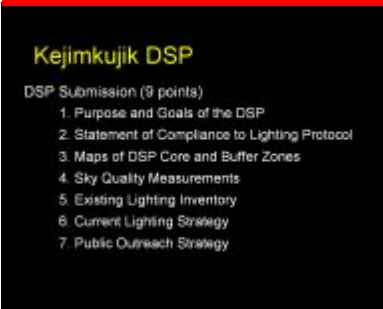 Kejimkujik DSP
DSP Submission (9 points)
1. Purpose and Goals of the DSP
2. Statement of Compliance to Lighting Protocol
3. Maps of DSP Core and Buffer Zones
4. Sky Quality Measurements
5. Existing Lighting Inventory
6. Current Lighting Strategy
7. Public Outreach Strategy